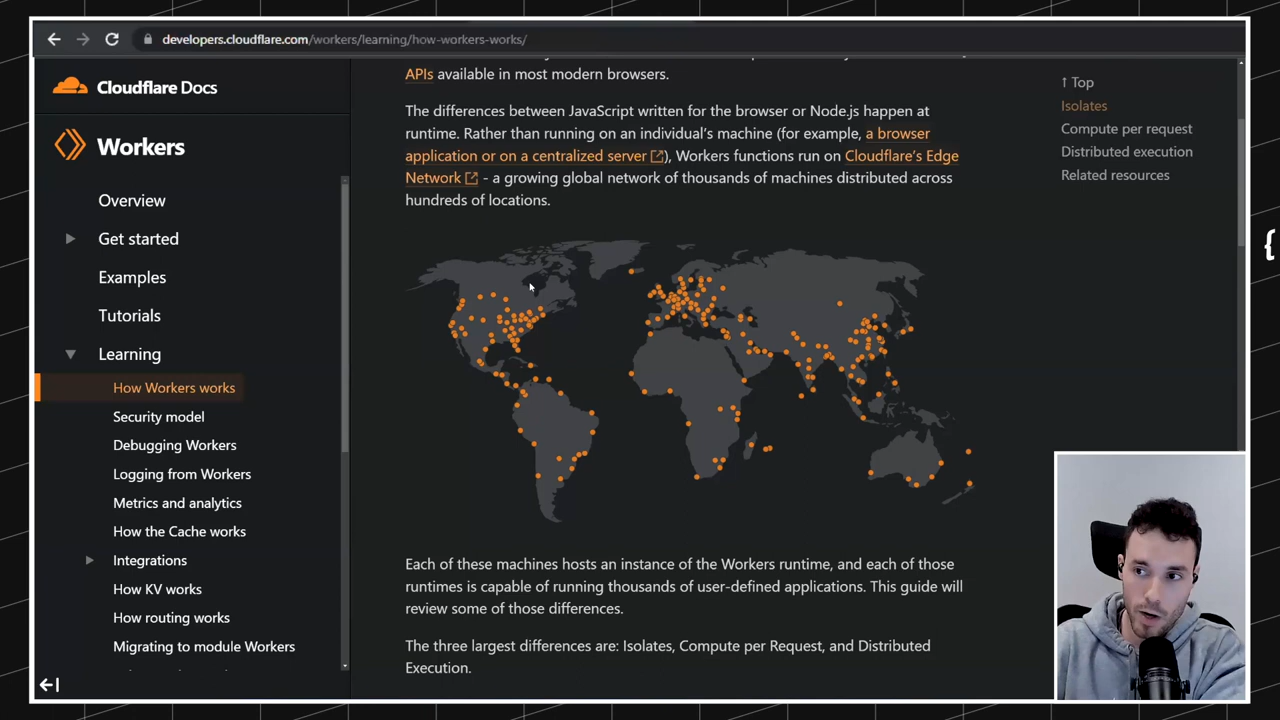 developers.cloudflare.com/workers/learning/how-workers-works/
Cloudflare Docs
Workers
Overview
Get started
Examples
Tutorials
Learning
How Workers works
Security model
Debugging Workers
Logging from Workers
Metrics and analytics
How the Cache works
Integrations
How KV works
How routing works
Migrating to module Workers
APIs available in most modern browsers.
The differences between JavaScript written for the browser or Node.js happen at
runtime. Rather than running on an individual's machine (for example, a browser
application or on a centralized server), Workers functions run on Cloudflare's Edge
Network - a growing global network of thousands of machines distributed across
hundreds of locations.
Each of these machines hosts an instance of the Workers runtime, and each of those
runtimes is capable of running thousands of user-defined applications. This guide will
review some of those differences.
The three largest differences are: Isolates, Compute per Request, and Distributed
Execution.
↑ Top
Isolates
Compute per request
Distributed execution
Related resources
{